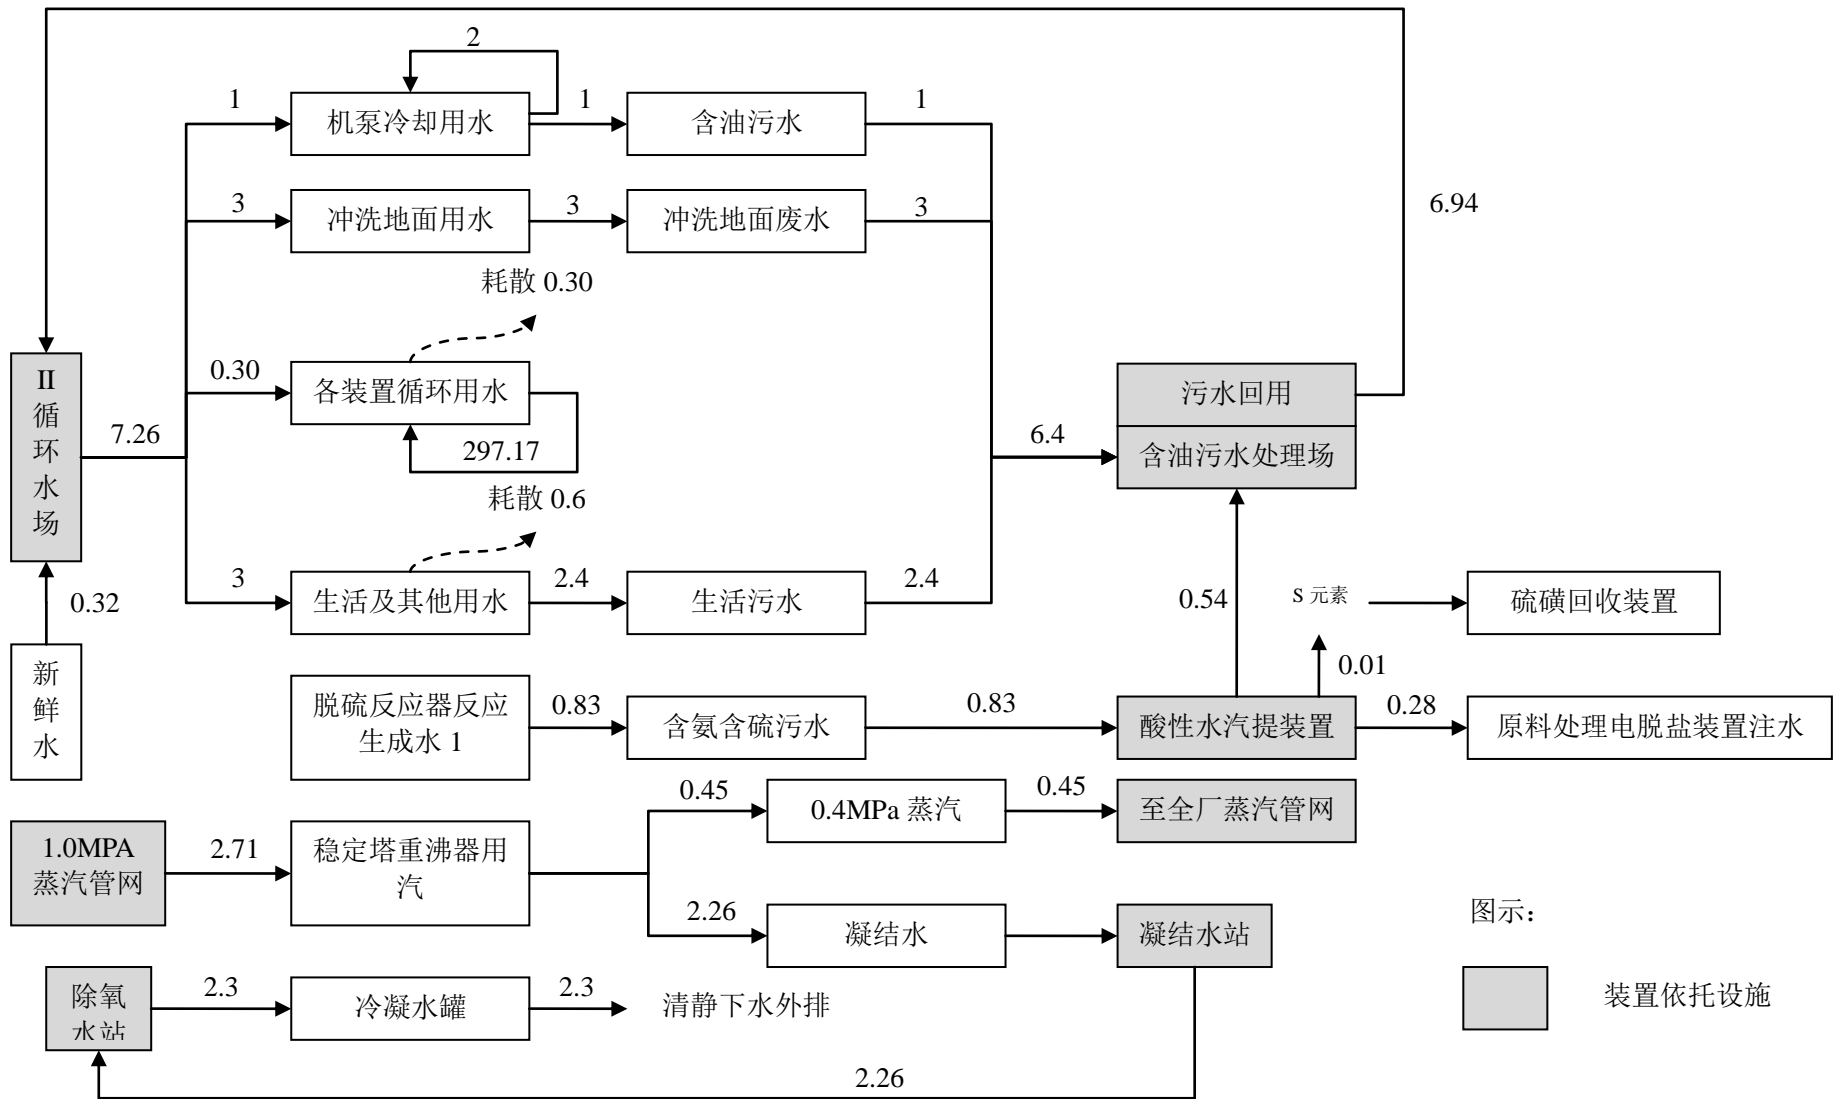 2
1
机泵冷却用水
1
含油污水
1
3
冲洗地面用水
3
冲洗地面废水
3
6.94
耗散 0.30
II
循
环
水
场
7.26
0.30
各装置循环用水
297.17
6.4
污水回用
含油污水处理场
耗散 0.6
3
生活及其他用水
2.4
生活污水
2.4
0.32
新
鲜
水
0.54
S 元素
硫磺回收装置
0.01
脱硫反应器反应
生成水 1
0.83
含氨含硫污水
0.83
酸性水汽提装置
0.28
原料处理电脱盐装置注水
1.0MPA
蒸汽管网
2.71
稳定塔重沸器用
汽
0.45
0.4MPa 蒸汽
0.45
至全厂蒸汽管网
2.26
凝结水
凝结水站
图示：
除氧
水站
2.3
冷凝水罐
2.3
清静下水外排
装置依托设施
2.26